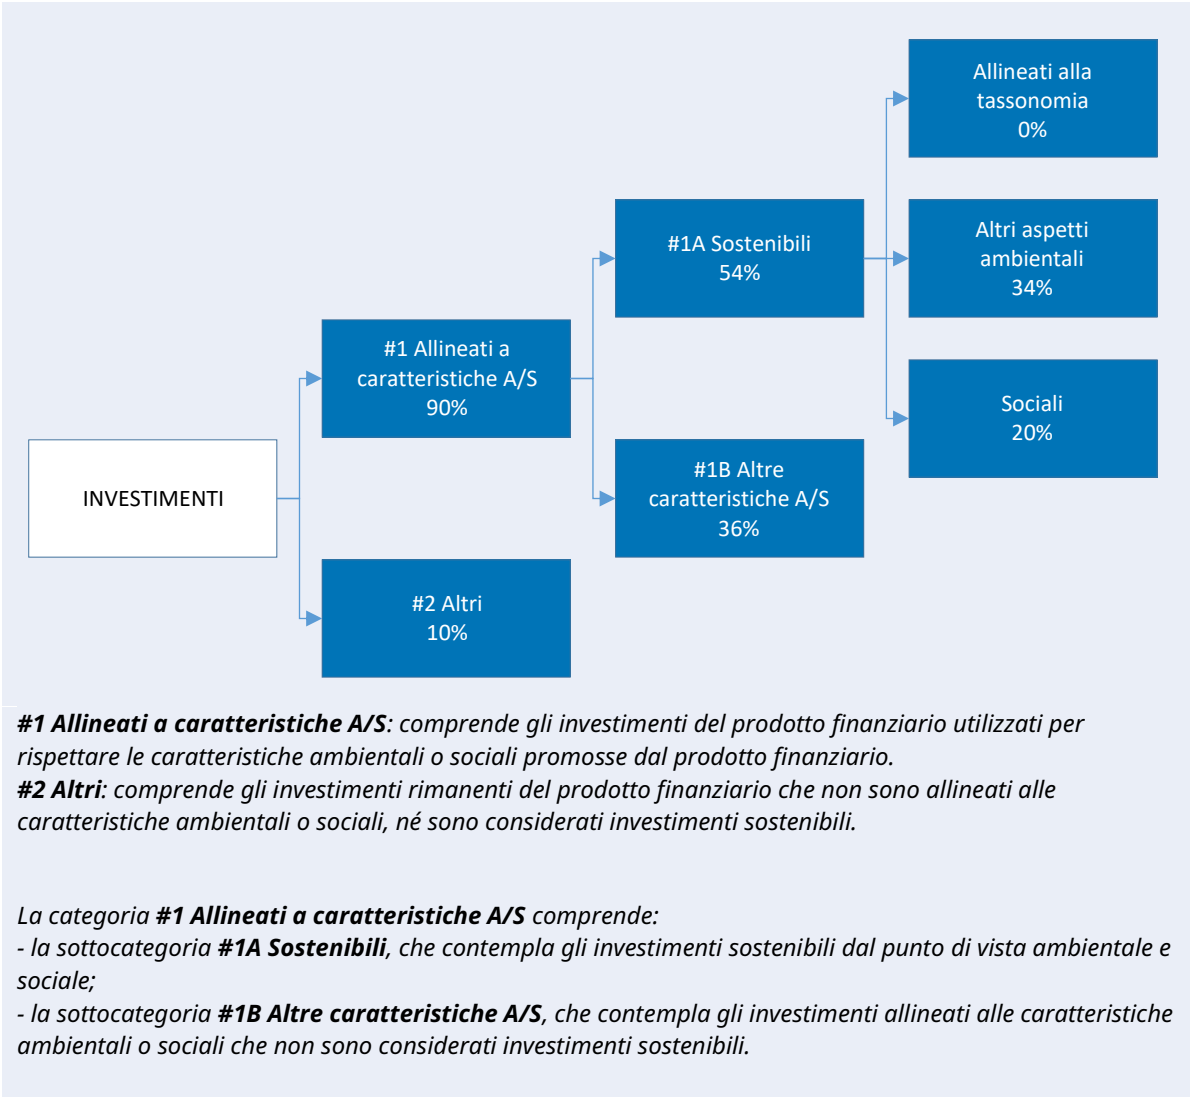 Allineati alla
tassonomia
0%
#1A Sostenibili
54%
Altri aspetti
ambientali
34%
#1 Allineati a
caratteristiche A/S
90%
Sociali
20%
INVESTIMENTI
#1B Altre
caratteristiche A/S
36%
#2 Altri
10%
#1 Allineati a caratteristiche A/S: comprende gli investimenti del prodotto finanziario utilizzati per
rispettare le caratteristiche ambientali o sociali promosse dal prodotto finanziario.
#2 Altri: comprende gli investimenti rimanenti del prodotto finanziario che non sono allineati alle
caratteristiche ambientali o sociali, né sono considerati investimenti sostenibili.
La categoria #1 Allineati a caratteristiche A/S comprende:
- la sottocategoria #1A Sostenibili, che contempla gli investimenti sostenibili dal punto di vista ambientale e
sociale;
- la sottocategoria #1B Altre caratteristiche A/S, che contempla gli investimenti allineati alle caratteristiche
ambientali o sociali che non sono considerati investimenti sostenibili.